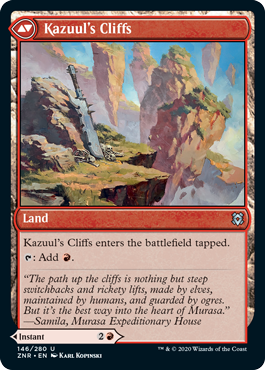 Kazuul's Cliffs
Land
Kazuul's Cliffs enters the battlefield tapped.
: Add .
"The path up the cliffs is nothing but steep
switchbacks and rickety lifts, made by elves,
maintained by humans, and guarded by ogres.
But it's the best way into the heart of Murasa."
—Samila, Murasa Expeditionary House
Instant 2
146/280 U
ZNR • EN Karl Kopinski
™ & © 2020 Wizards of the Coast